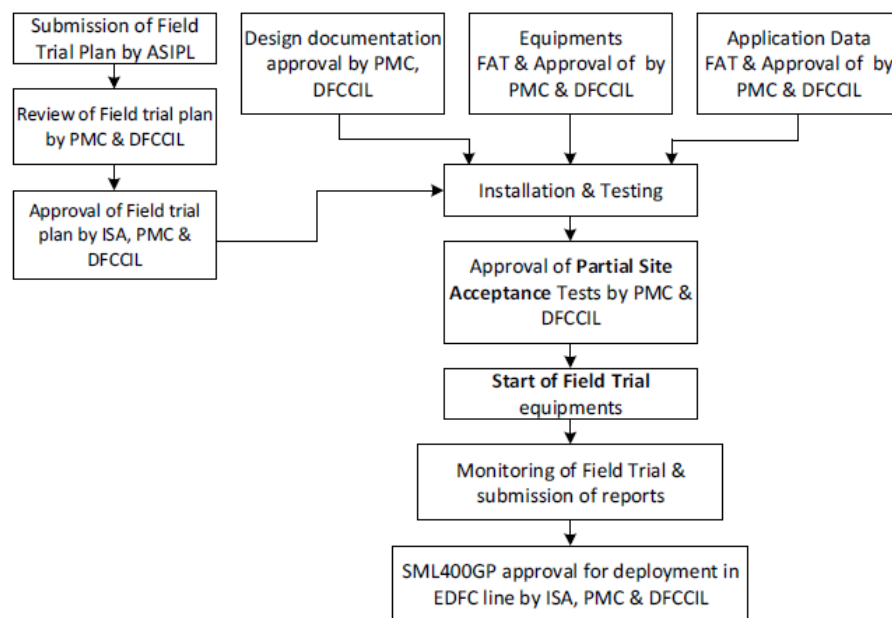 Submission of Field
Trial Plan by ASIPL
Review of Field trial plan
by PMC & DFCCIL
Approval of Field trial
plan by ISA, PMC &
DFCCIL
Design documentation
approval by PMC,
DFCCIL
Equipments
FAT & Approval of  by
PMC & DFCCIL
Application Data
FAT & Approval of  by
PMC & DFCCIL
Installation & Testing
Approval of Partial Site
Acceptance Tests by PMC &
DFCCIL
Start of Field Trial
equipments
Monitoring of Field Trial &
submission of reports
SML400GP approval for deployment in
EDFC line by ISA, PMC & DFCCIL